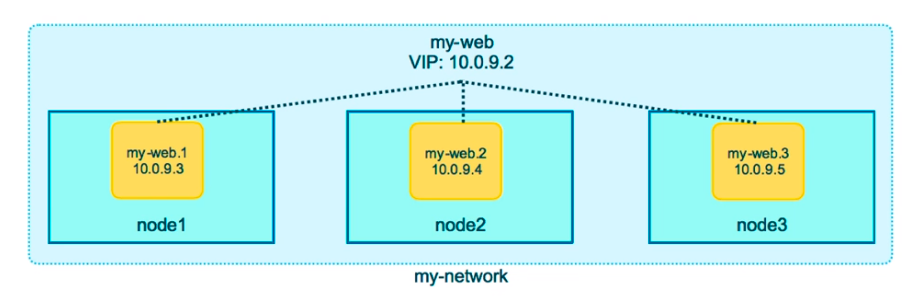 my-web
VIP: 10.0.9.2
my-web.1
10.0.9.3
node1
my-web.2
10.0.9.4
node2
my-web.3
10.0.9.5
node3
my-network